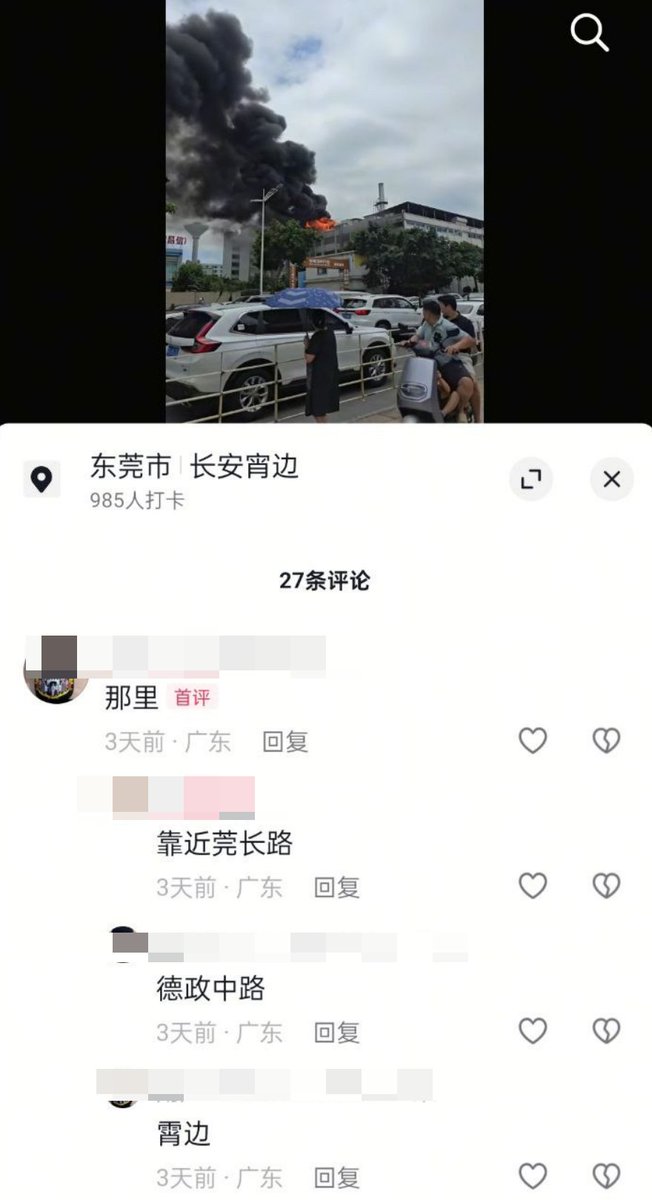 东莞市 | 长安霄边
985人打卡
27条评论
那里 首评
3天前 · 广东 回复
靠近莞长路
3天前 · 广东 回复
德政中路
3天前 · 广东 回复
霄边
3天前 · 广东 回复